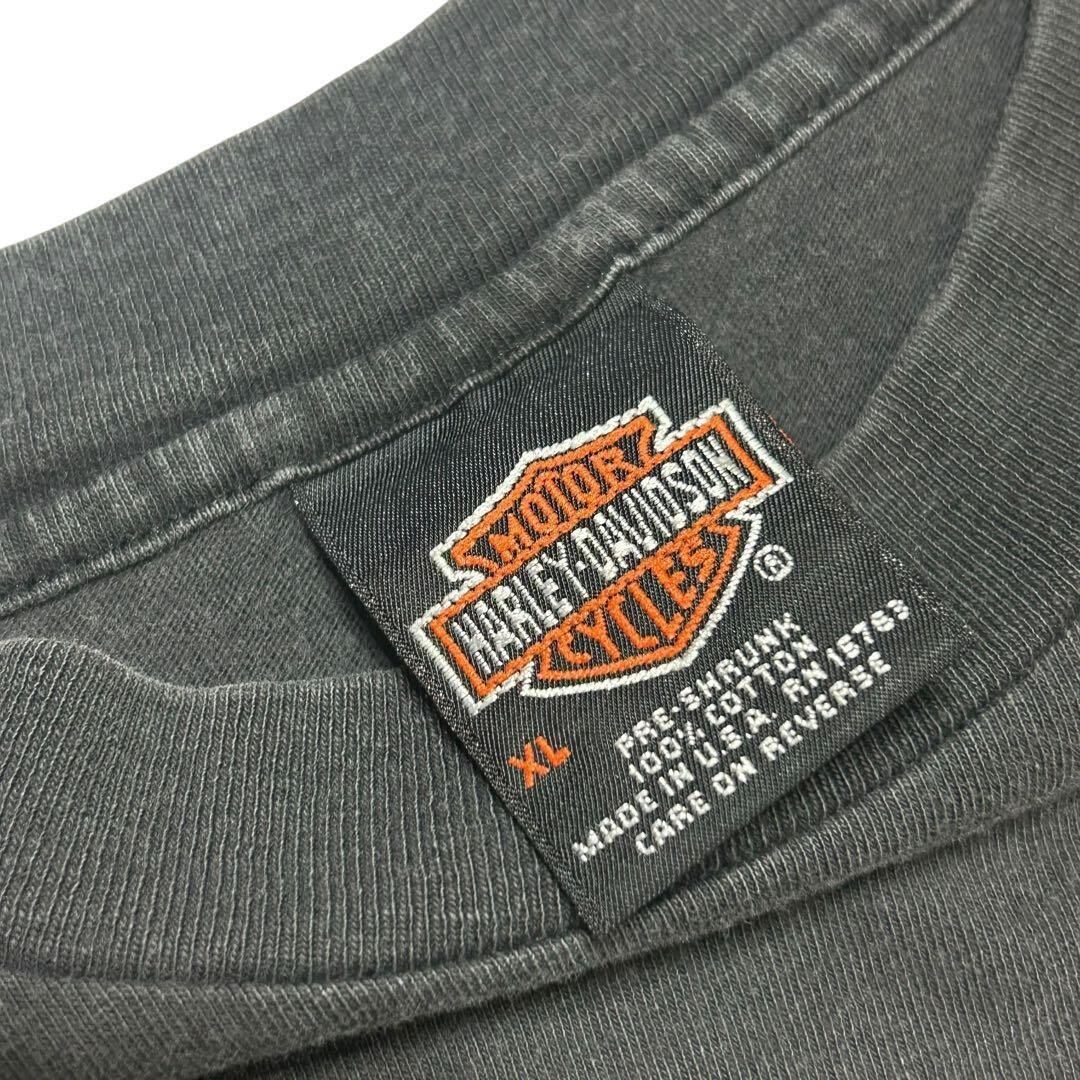 MOTOR
HARLEY-DAVIDSON
CYCLES
®
XL
PRE-SHRUNK
100% COTTON
MADE IN U.S.A. RN 15763
CARE ON REVERSE